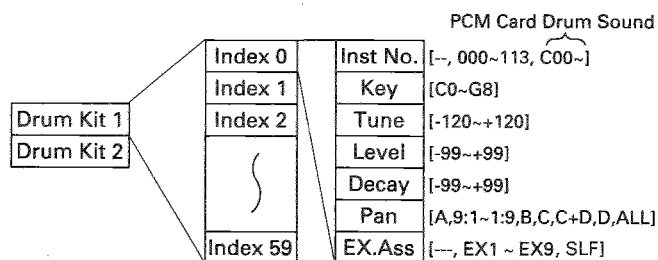 PCM Card Drum Sound
Index 0 Inst No. [--, 000~113, C00~]
Index 1 Key [C0~G8]
Drum Kit 1 Index 2 Tune [-120~+120]
Drum Kit 2 Level [-99~+99]
Decay [-99~+99]
Pan [A,9:1~1:9,B,C,C+D,D,ALL]
Index 59 EX.Ass [---, EX1 ~ EX9, SLF]